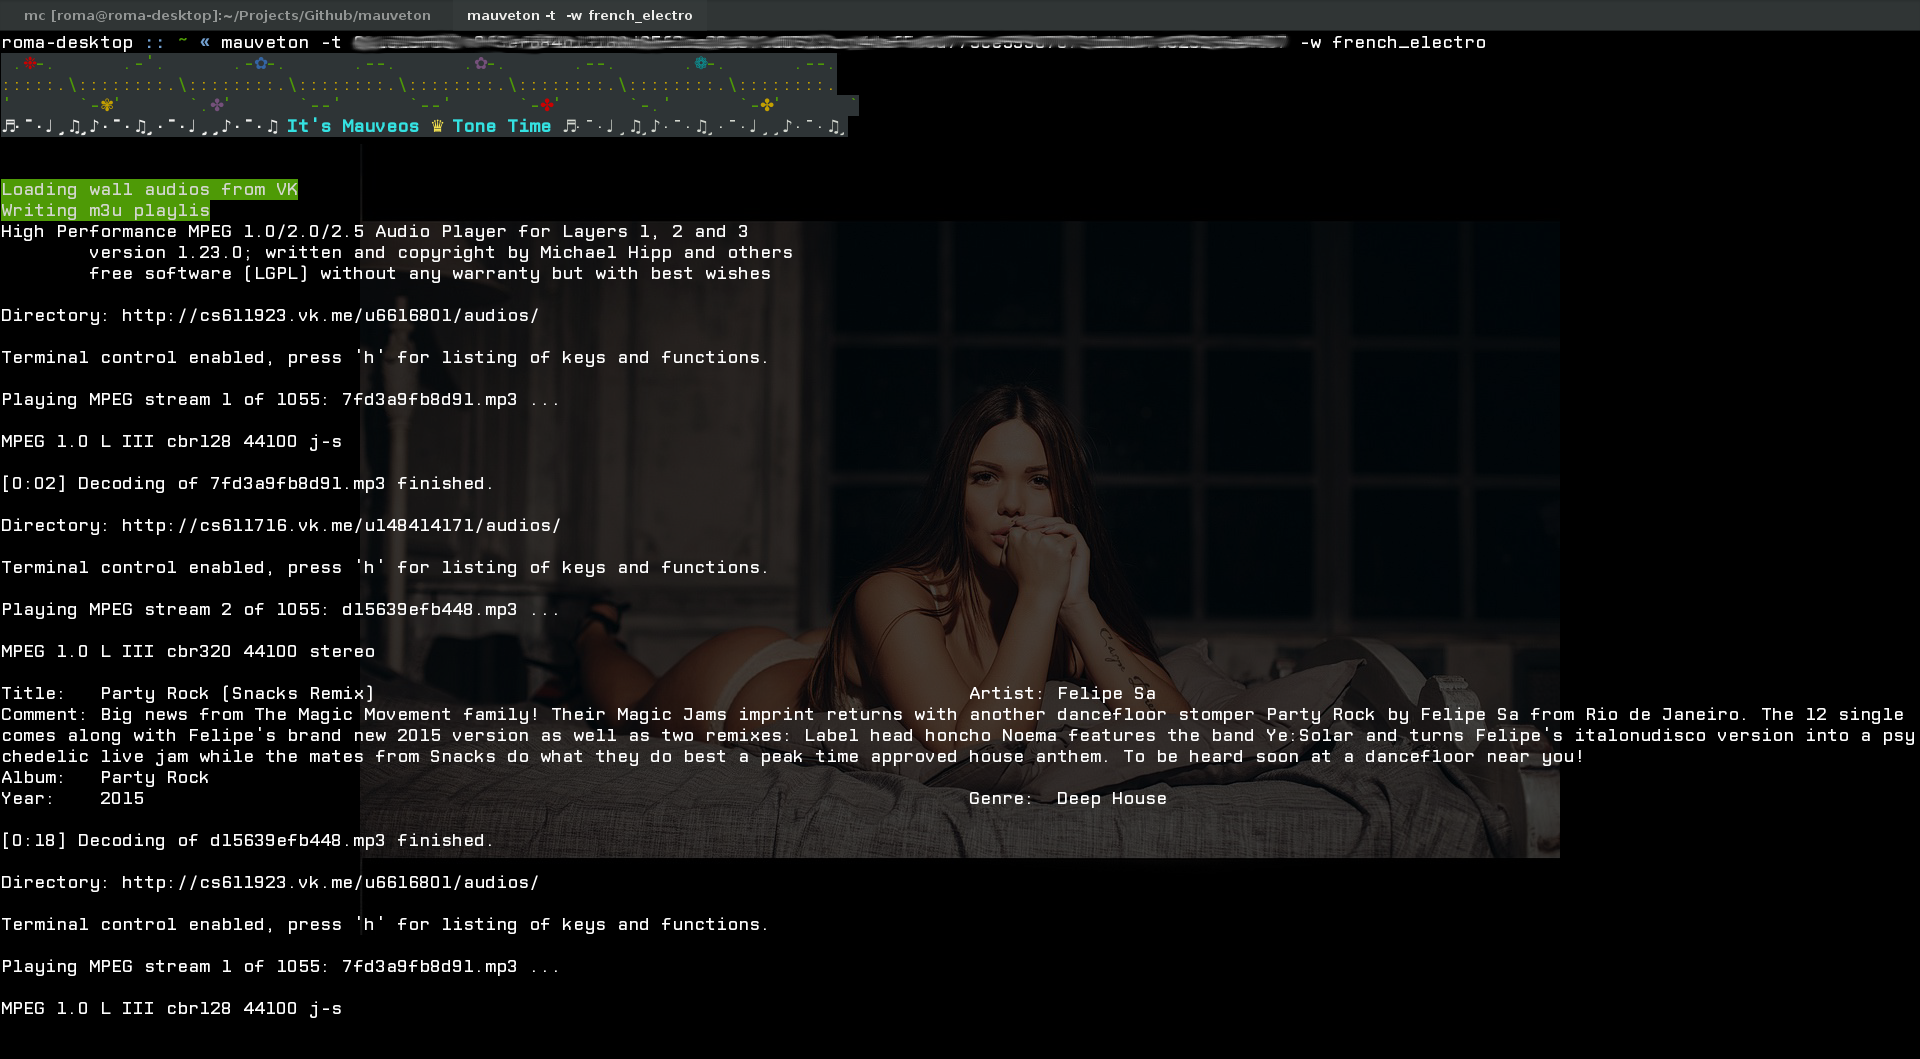 mc [roma@roma-desktop]:~/Projects/Github/mauveton
mauveton -t -w french_electro
roma-desktop :: ~ « mauveton -t -w french_electro
It's Mauveos ♛ Tone Time
Loading wall audios from VK
Writing m3u playlis
High Performance MPEG 1.0/2.0/2.5 Audio Player for Layers 1, 2 and 3
version 1.23.0; written and copyright by Michael Hipp and others
free software (LGPL) without any warranty but with best wishes
Directory: http://cs611923.vk.me/u6616801/audios/
Terminal control enabled, press 'h' for listing of keys and functions.
Playing MPEG stream 1 of 1055: 7fd3a9fb8d91.mp3 ...
MPEG 1.0 L III cbr128 44100 j-s
[0:02] Decoding of 7fd3a9fb8d91.mp3 finished.
Directory: http://cs611716.vk.me/u148414171/audios/
Terminal control enabled, press 'h' for listing of keys and functions.
Playing MPEG stream 2 of 1055: d15639efb448.mp3 ...
MPEG 1.0 L III cbr320 44100 stereo
Title: Party Rock (Snacks Remix) Artist: Felipe Sa
Comment: Big news from The Magic Movement family! Their Magic Jams imprint returns with another dancefloor stomper Party Rock by Felipe Sa from Rio de Janeiro. The 12 single
comes along with Felipe's brand new 2015 version as well as two remixes: Label head honcho Noema features the band Ye:Solar and turns Felipe's italonudisco version into a psy
chedelic live jam while the mates from Snacks do what they do best a peak time approved house anthem. To be heard soon at a dancefloor near you!
Album: Party Rock
Year: 2015 Genre: Deep House
[0:18] Decoding of d15639efb448.mp3 finished.
Directory: http://cs611923.vk.me/u6616801/audios/
Terminal control enabled, press 'h' for listing of keys and functions.
Playing MPEG stream 1 of 1055: 7fd3a9fb8d91.mp3 ...
MPEG 1.0 L III cbr128 44100 j-s